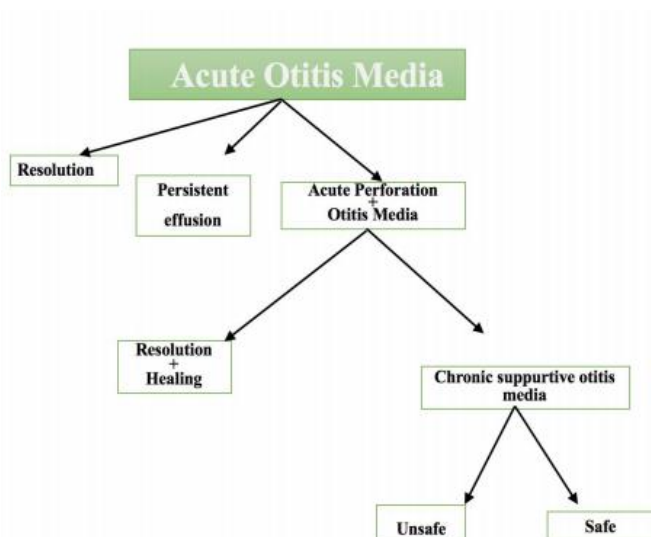 Acute Otitis Media
Resolution
Persistent
effusion
Acute Perforation
+
Otitis Media
Resolution
+
Healing
Chronic suppurtive otitis
media
Unsafe
Safe